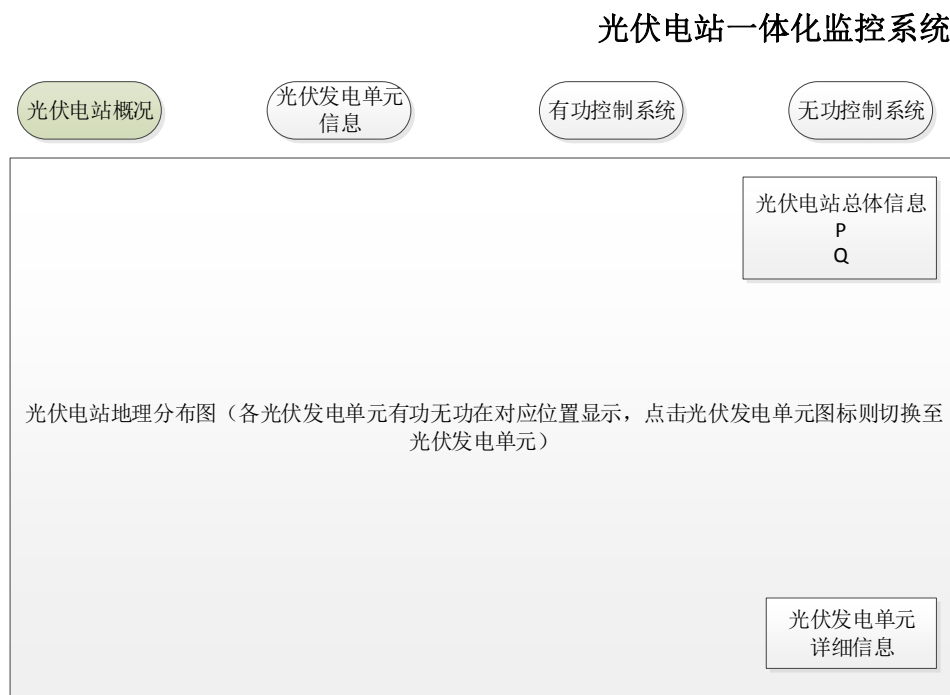 光伏电站一体化监控系统
光伏电站概况
光伏发电单元
信息
有功控制系统
无功控制系统
光伏电站总体信息
P
Q
光伏电站地理分布图（各光伏发电单元有功无功在对应位置显示，点击光伏发电单元图标则切换至
光伏发电单元）
光伏发电单元
详细信息